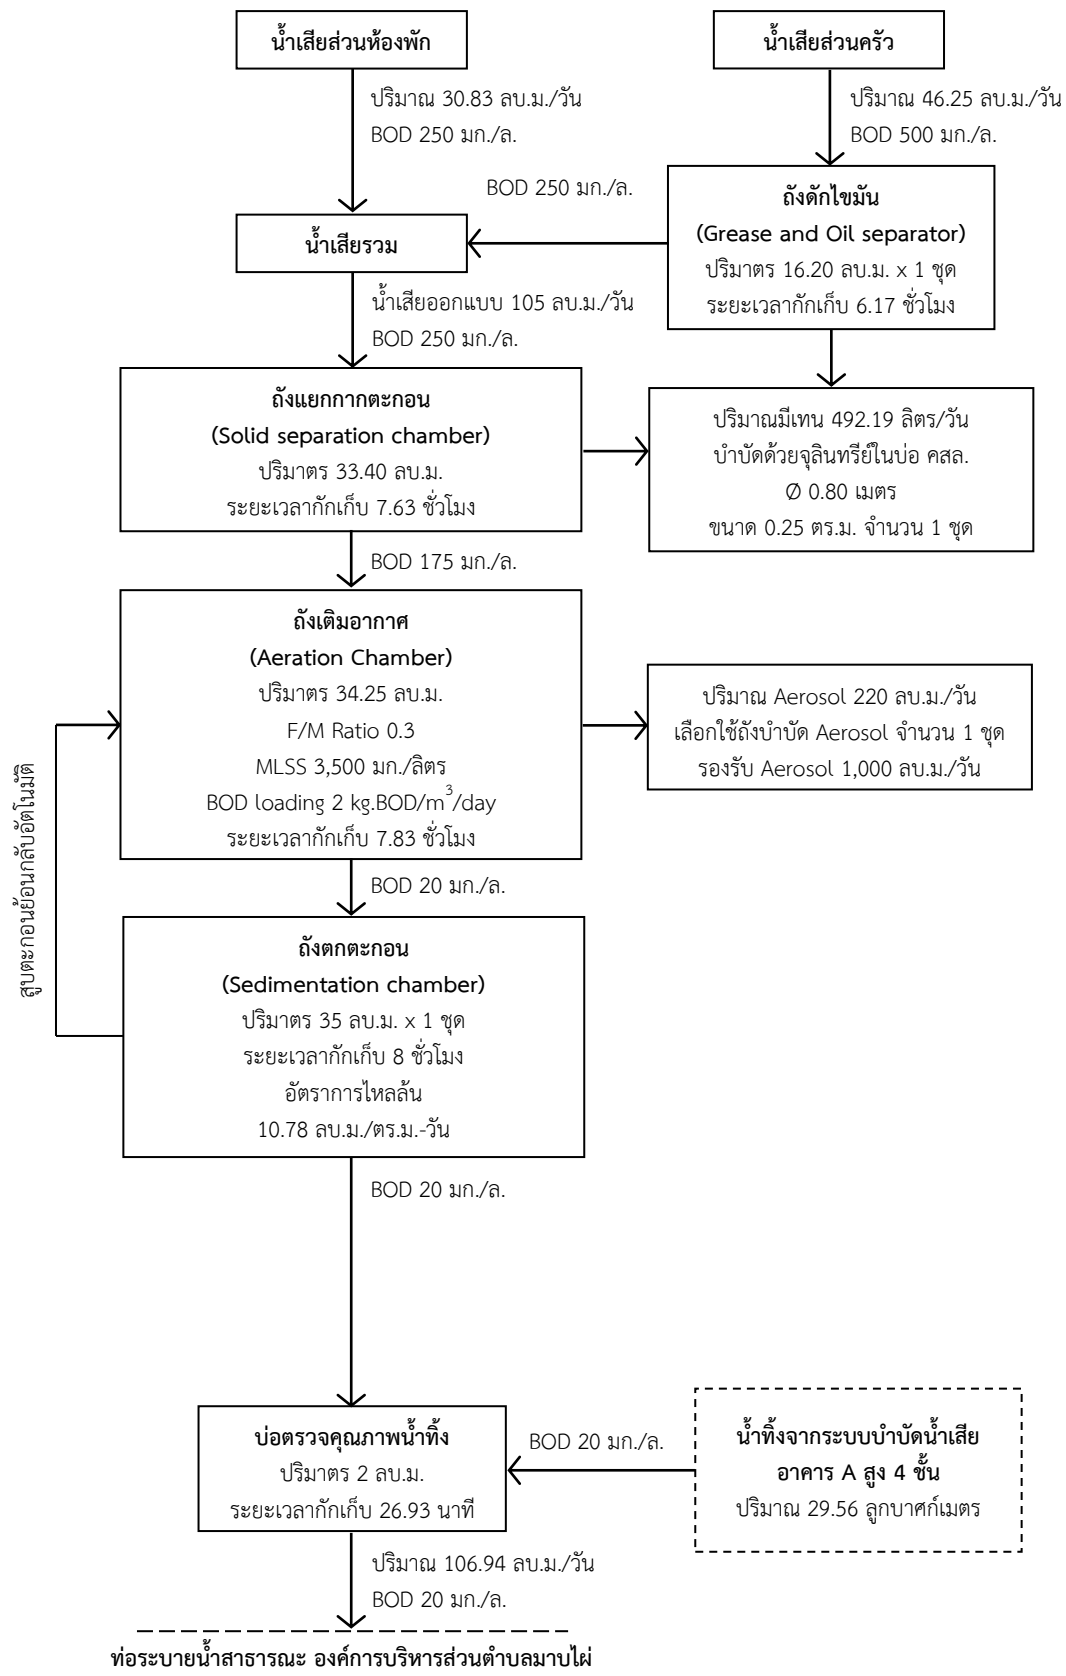 น้ำเสียส่วนห้องพัก
น้ำเสียส่วนครัว
ปริมาณ 30.83 ลบ.ม./วัน
BOD 250 มก./ล.
ปริมาณ 46.25 ลบ.ม./วัน
BOD 500 มก./ล.
BOD 250 มก./ล.
ถังดักไขมัน
(Grease and Oil separator)
ปริมาตร 16.20 ลบ.ม. x 1 ชุด
ระยะเวลากักเก็บ 6.17 ชั่วโมง
น้ำเสียรวม
น้ำเสียออกแบบ 105 ลบ.ม./วัน
BOD 250 มก./ล.
ถังแยกกากตะกอน
(Solid separation chamber)
ปริมาตร 33.40 ลบ.ม.
ระยะเวลากักเก็บ 7.63 ชั่วโมง
ปริมาณมีเทน 492.19 ลิตร/วัน
บำบัดด้วยจุลินทรีย์ในบ่อ คสล.
Ø 0.80 เมตร
ขนาด 0.25 ตร.ม. จำนวน 1 ชุด
BOD 175 มก./ล.
ถังเติมอากาศ
(Aeration Chamber)
ปริมาตร 34.25 ลบ.ม.
F/M Ratio 0.3
MLSS 3,500 มก./ลิตร
BOD loading 2 kg.BOD/m³/day
ระยะเวลากักเก็บ 7.83 ชั่วโมง
ปริมาณ Aerosol 220 ลบ.ม./วัน
เลือกใช้ถังบำบัด Aerosol จำนวน 1 ชุด
รองรับ Aerosol 1,000 ลบ.ม./วัน
สูบตะกอนย้อนกลับอัตโนมัติ
BOD 20 มก./ล.
ถังตกตะกอน
(Sedimentation chamber)
ปริมาตร 35 ลบ.ม. x 1 ชุด
ระยะเวลากักเก็บ 8 ชั่วโมง
อัตราการไหลล้น
10.78 ลบ.ม./ตร.ม.-วัน
BOD 20 มก./ล.
บ่อตรวจคุณภาพน้ำทิ้ง
ปริมาตร 2 ลบ.ม.
ระยะเวลากักเก็บ 26.93 นาที
BOD 20 มก./ล.
น้ำทิ้งจากระบบบำบัดน้ำเสีย
อาคาร A สูง 4 ชั้น
ปริมาณ 29.56 ลูกบาศก์เมตร
ปริมาณ 106.94 ลบ.ม./วัน
BOD 20 มก./ล.
ท่อระบายน้ำสาธารณะ องค์การบริหารส่วนตำบลมาบไผ่